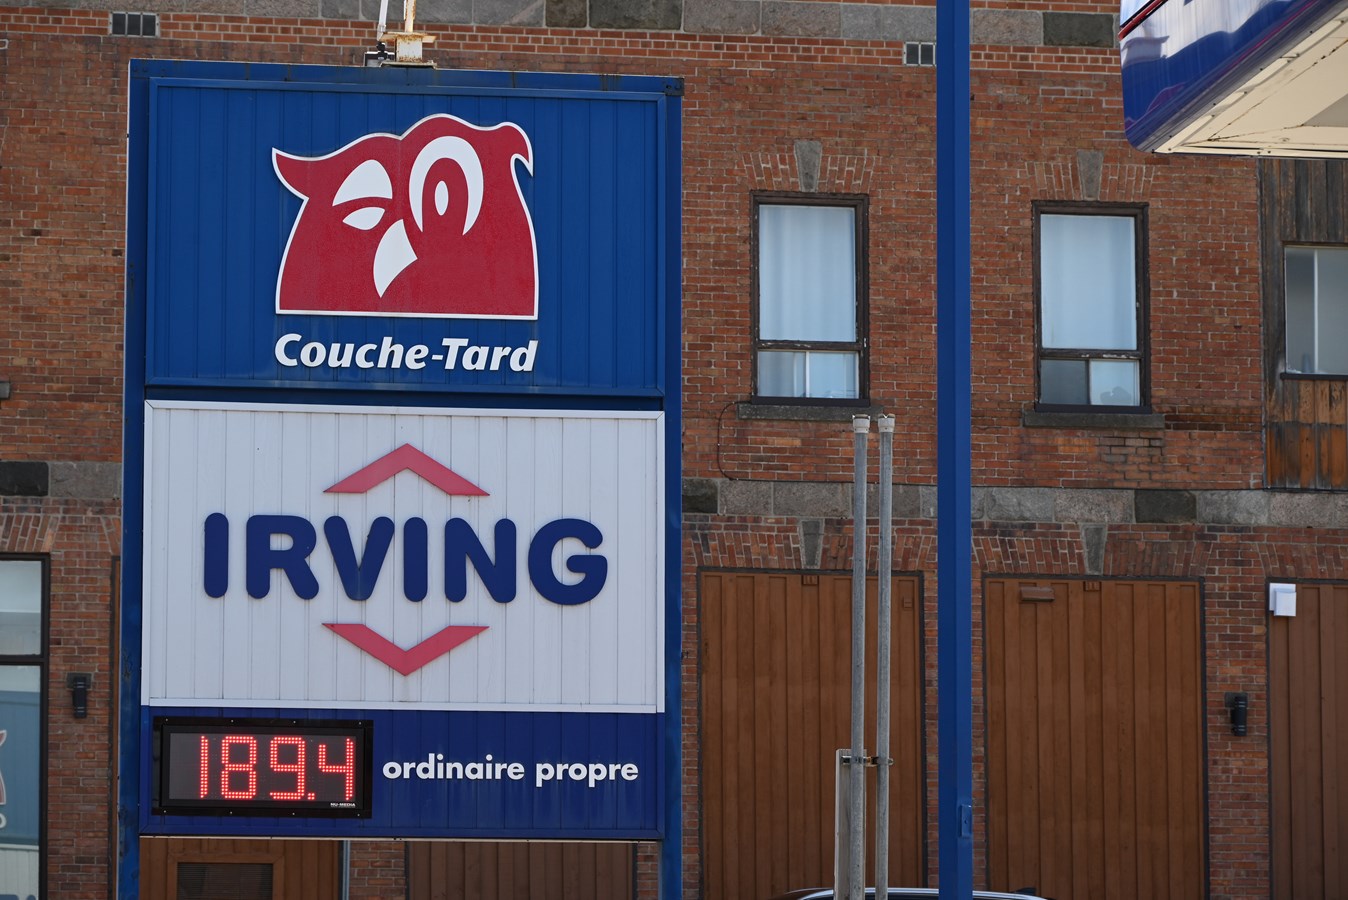 Couche-Tard
IRVING
189.4
ordinaire propre